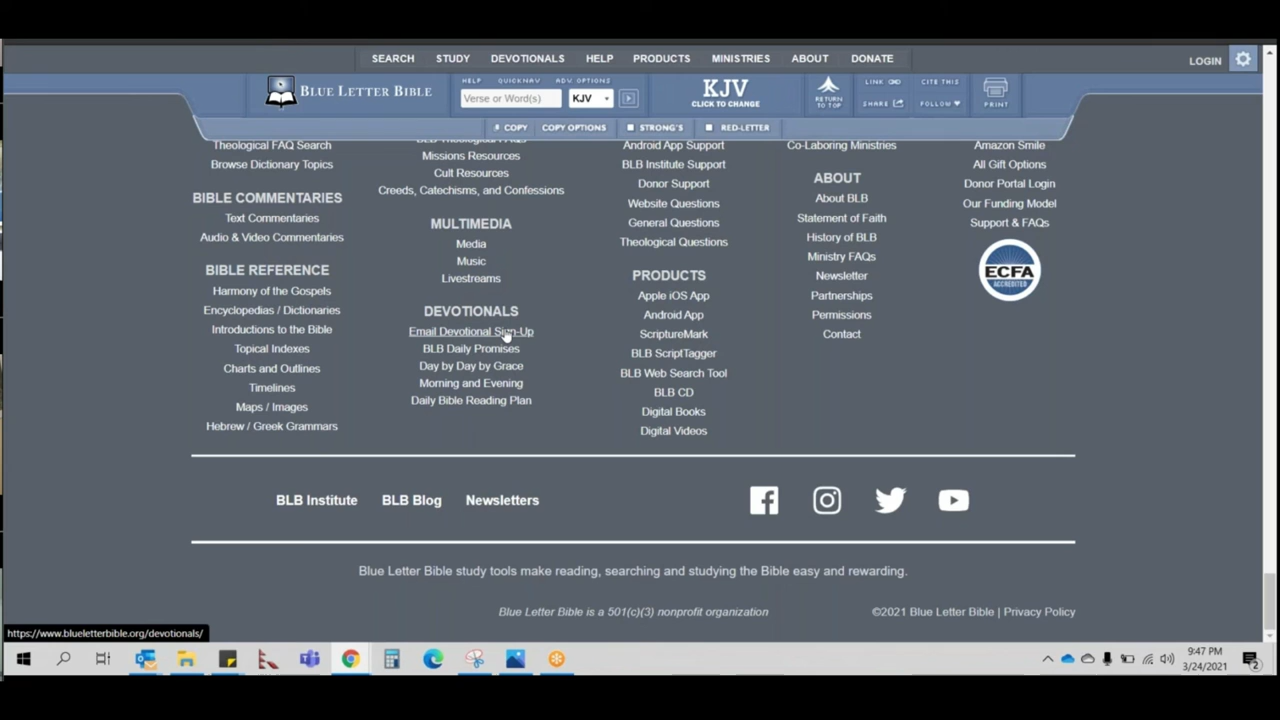 SEARCH STUDY DEVOTIONALS HELP PRODUCTS MINISTRIES ABOUT DONATE
LOGIN
HELP QUICKNAV ADV. OPTIONS
BLUE LETTER BIBLE
Verse or Word(s)
KJV
KJV
CLICK TO CHANGE
RETURN
TO TOP
LINK
CITE THIS
SHARE
FOLLOW
PRINT
COPY COPY OPTIONS STRONG'S RED-LETTER
Theological FAQ Search
Browse Dictionary Topics
BIBLE COMMENTARIES
Text Commentaries
Audio & Video Commentaries
BIBLE REFERENCE
Harmony of the Gospels
Encyclopedias / Dictionaries
Introductions to the Bible
Topical Indexes
Charts and Outlines
Timelines
Maps / Images
Hebrew / Greek Grammars
BLB Theological FAQs
Missions Resources
Cult Resources
Creeds, Catechisms, and Confessions
MULTIMEDIA
Media
Music
Livestreams
DEVOTIONALS
Email Devotional Sign-Up
BLB Daily Promises
Day by Day by Grace
Morning and Evening
Daily Bible Reading Plan
Android App Support
BLB Institute Support
Donor Support
Website Questions
General Questions
Theological Questions
PRODUCTS
Apple iOS App
Android App
ScriptureMark
BLB ScriptTagger
BLB Web Search Tool
BLB CD
Digital Books
Digital Videos
Co-Laboring Ministries
ABOUT
About BLB
Statement of Faith
History of BLB
Ministry FAQs
Newsletter
Partnerships
Permissions
Contact
Amazon Smile
All Gift Options
Donor Portal Login
Our Funding Model
Support & FAQs
ECFA
ACCREDITED
BLB Institute BLB Blog Newsletters
Blue Letter Bible study tools make reading, searching and studying the Bible easy and rewarding.
Blue Letter Bible is a 501(c)(3) nonprofit organization
©2021 Blue Letter Bible | Privacy Policy
https://www.blueletterbible.org/devotionals/
9:47 PM
3/24/2021
2